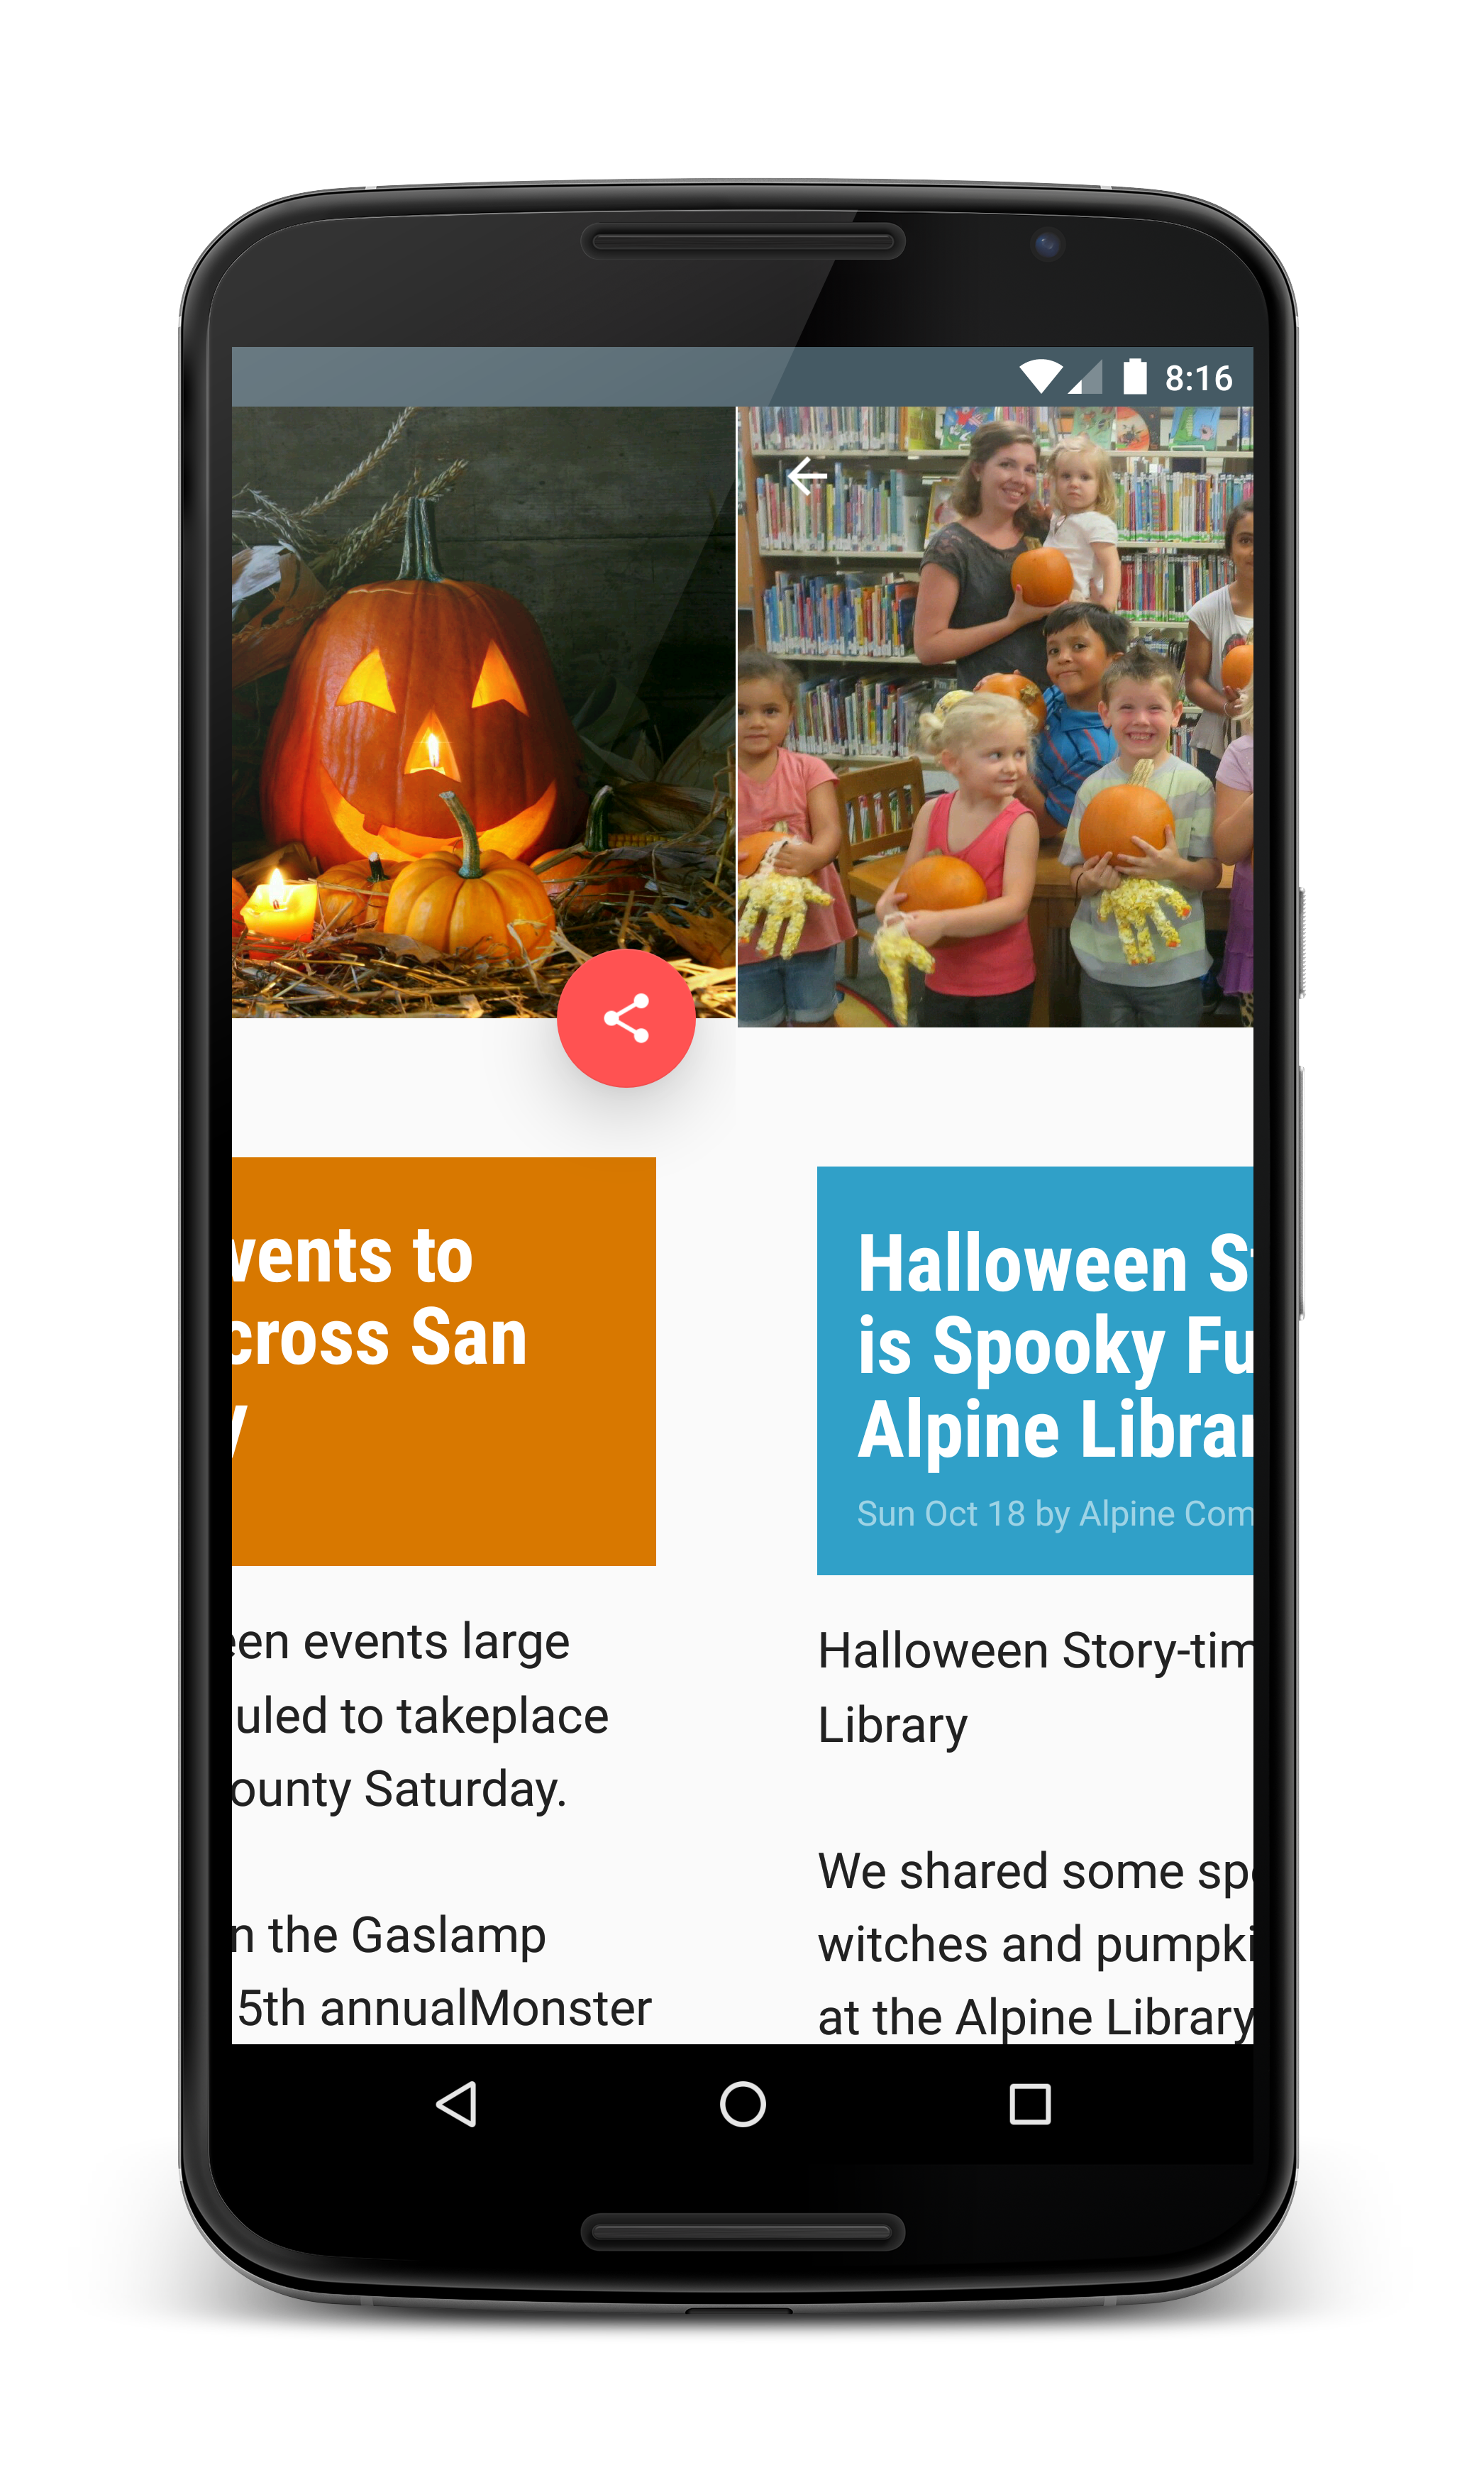 8:16
vents to
cross San
y
een events large
uled to takeplace
ounty Saturday.
n the Gaslamp
5th annualMonster
Halloween S
is Spooky Fu
Alpine Librar
Sun Oct 18 by Alpine Com
Halloween Story-tim
Library
We shared some sp
witches and pumpki
at the Alpine Library